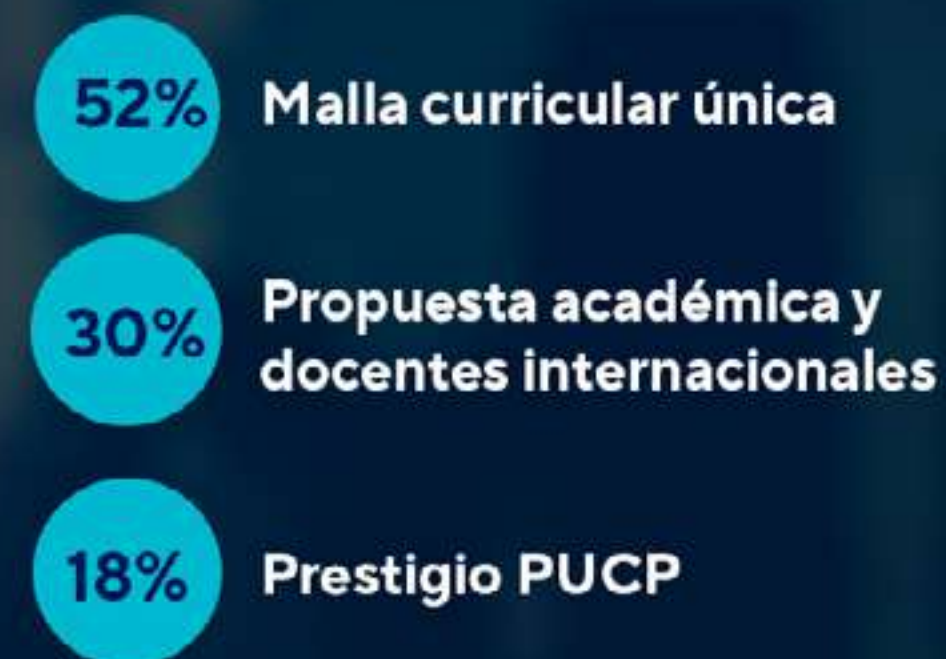 52% Malla curricular única
30% Propuesta académica y
docentes internacionales
18% Prestigio PUCP